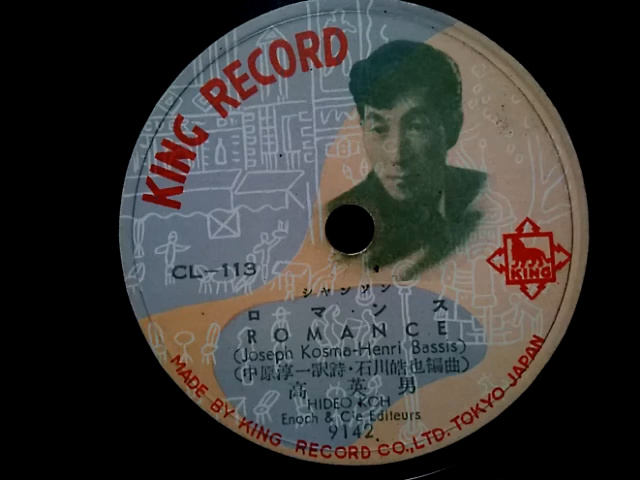 KING RECORD
CL-113
KING
シャンソン
ロマンス
ROMANCE
(Joseph Kosma-Henri Bassis)
(中原淳一訳詩・石川皓也編曲)
高英男
HIDEO KOH
Enoch & Cie Editeurs
9142
MADE BY KING RECORD CO., LTD. TOKYO JAPAN